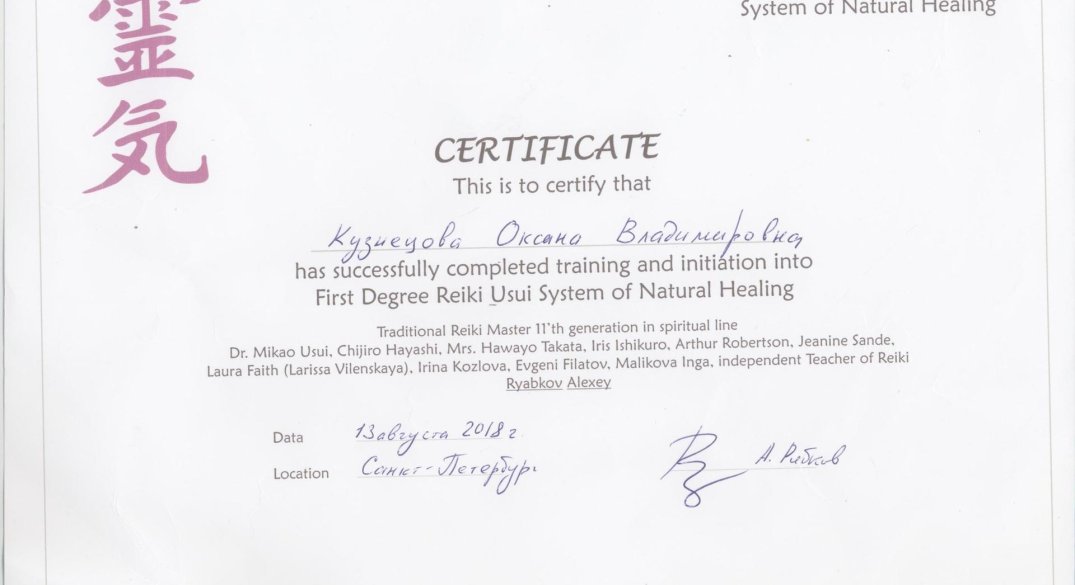 System of Natural Healing
靈
気
CERTIFICATE
This is to certify that
Кузнецова Оксана Владимировна
has successfully completed training and initiation into
First Degree Reiki Usui System of Natural Healing
Traditional Reiki Master 11'th generation in spiritual line
Dr. Mikao Usui, Chijiro Hayashi, Mrs. Hawayo Takata, Iris Ishikuro, Arthur Robertson, Jeanine Sande,
Laura Faith (Larissa Vilenskaya), Irina Kozlova, Evgeni Filatov, Malikova Inga, independent Teacher of Reiki
Ryabkov Alexey
Data 13 августа 2018 г.
Location Санкт-Петербург
А. Рябков